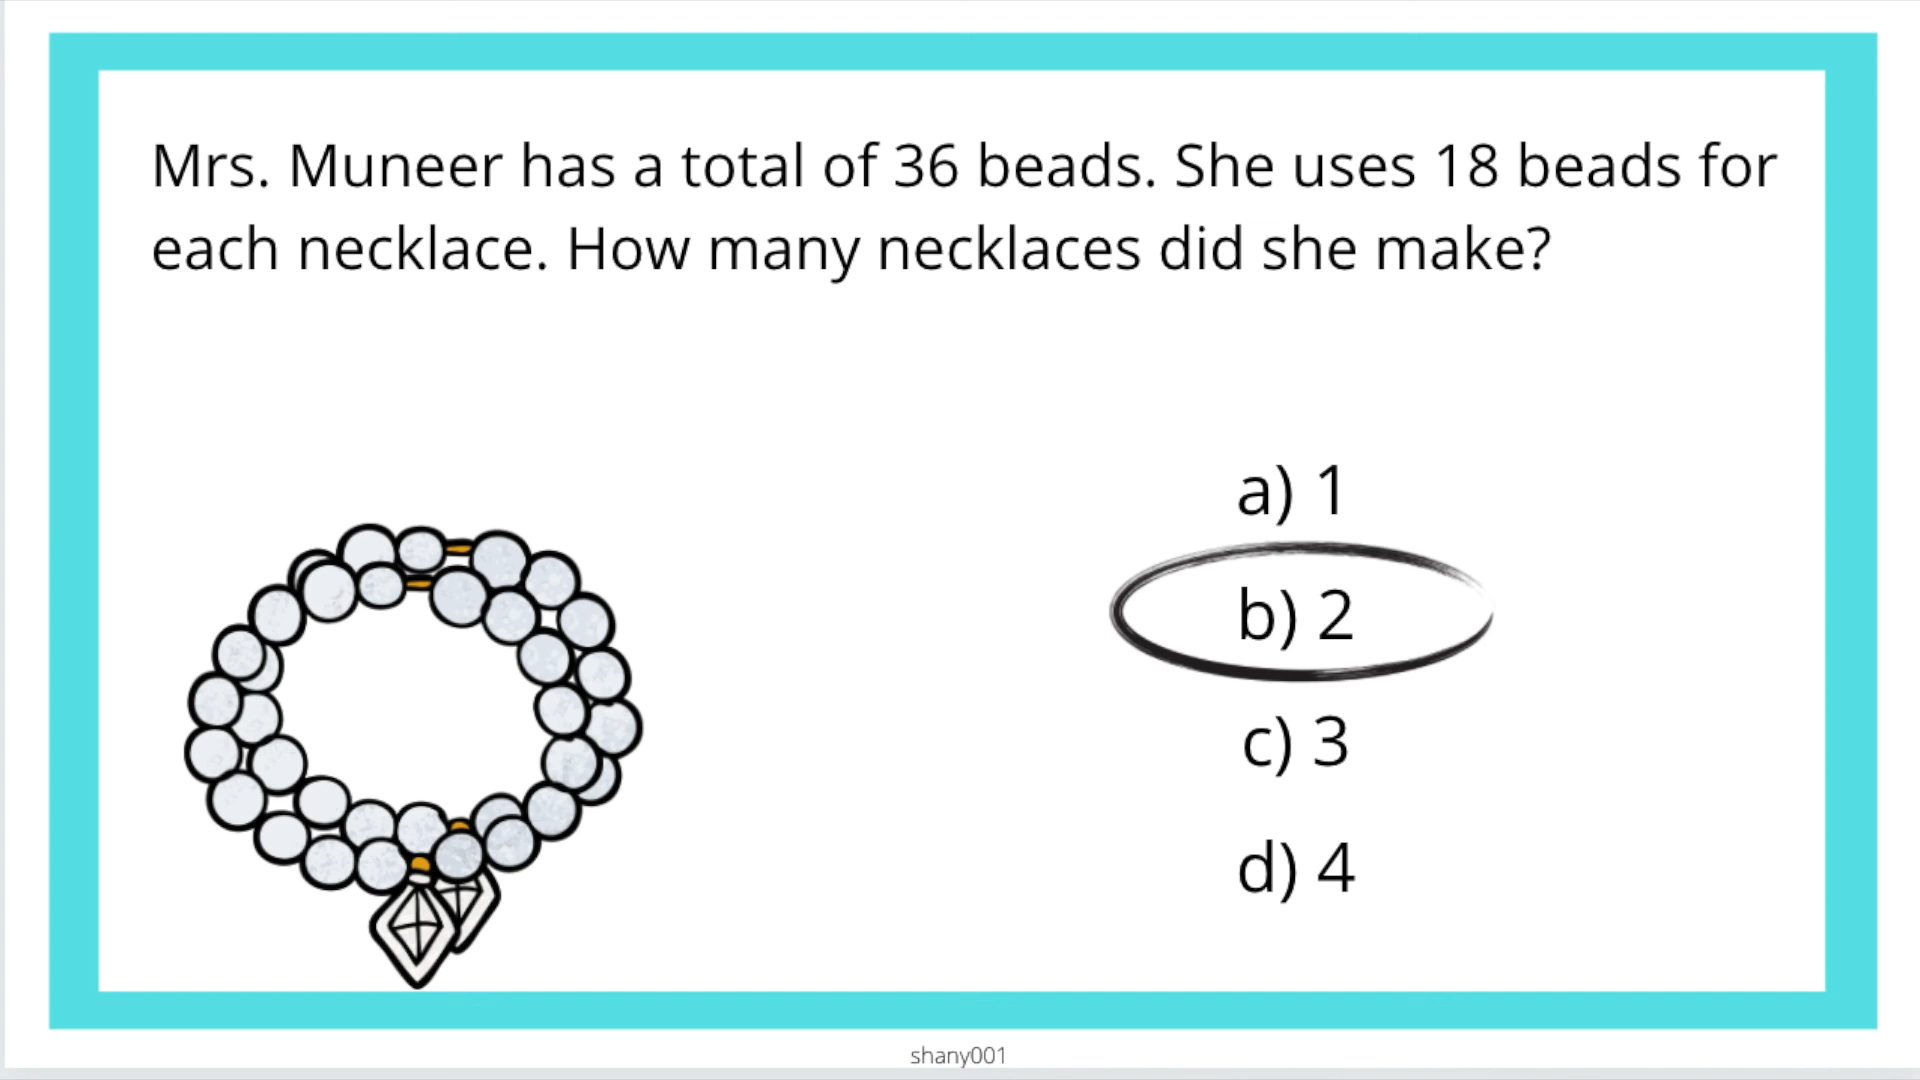 Mrs. Muneer has a total of 36 beads. She uses 18 beads for
each necklace. How many necklaces did she make?
a) 1
b) 2
c) 3
d) 4
shany001